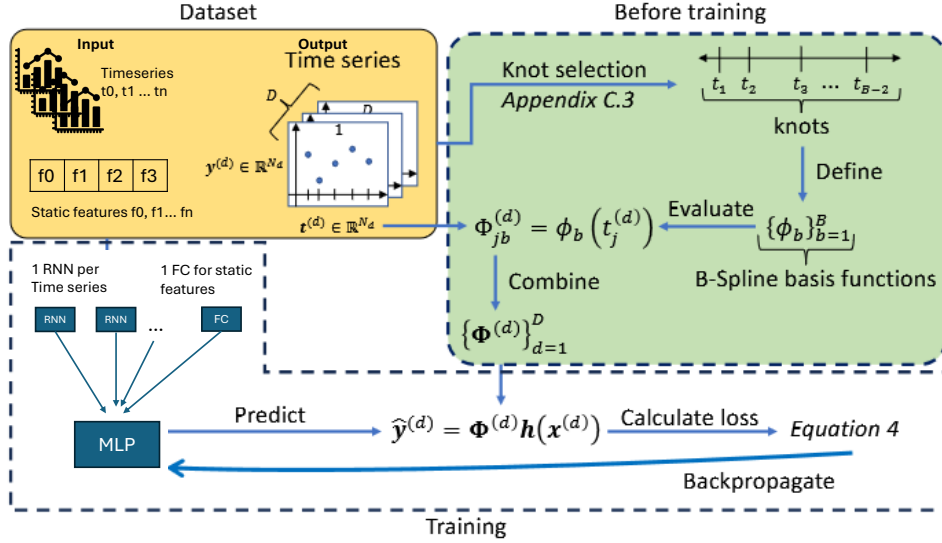 Dataset
Before training
Input
Output
Timeseries
t0, t1 ... tn
Time series
D
D
1
y^(d) ∈ ℝ^{N_d}
t^(d) ∈ ℝ^{N_d}
f0 f1 f2 f3
Static features f0, f1... fn
Knot selection
Appendix C.3
t_1 t_2 t_3 ... t_{B−2}
knots
Define
Evaluate
Φ_{jb}^{(d)} = ϕ_b (t_j^{(d)})
{ϕ_b}_{b=1}^{B}
B-Spline basis functions
Combine
{Φ^{(d)}}_{d=1}^{D}
1 RNN per
Time series
1 FC for static
features
RNN
RNN
...
FC
MLP
Predict
ŷ^(d) = Φ^(d)h(x^(d))
Calculate loss
Equation 4
Backpropagate
Training